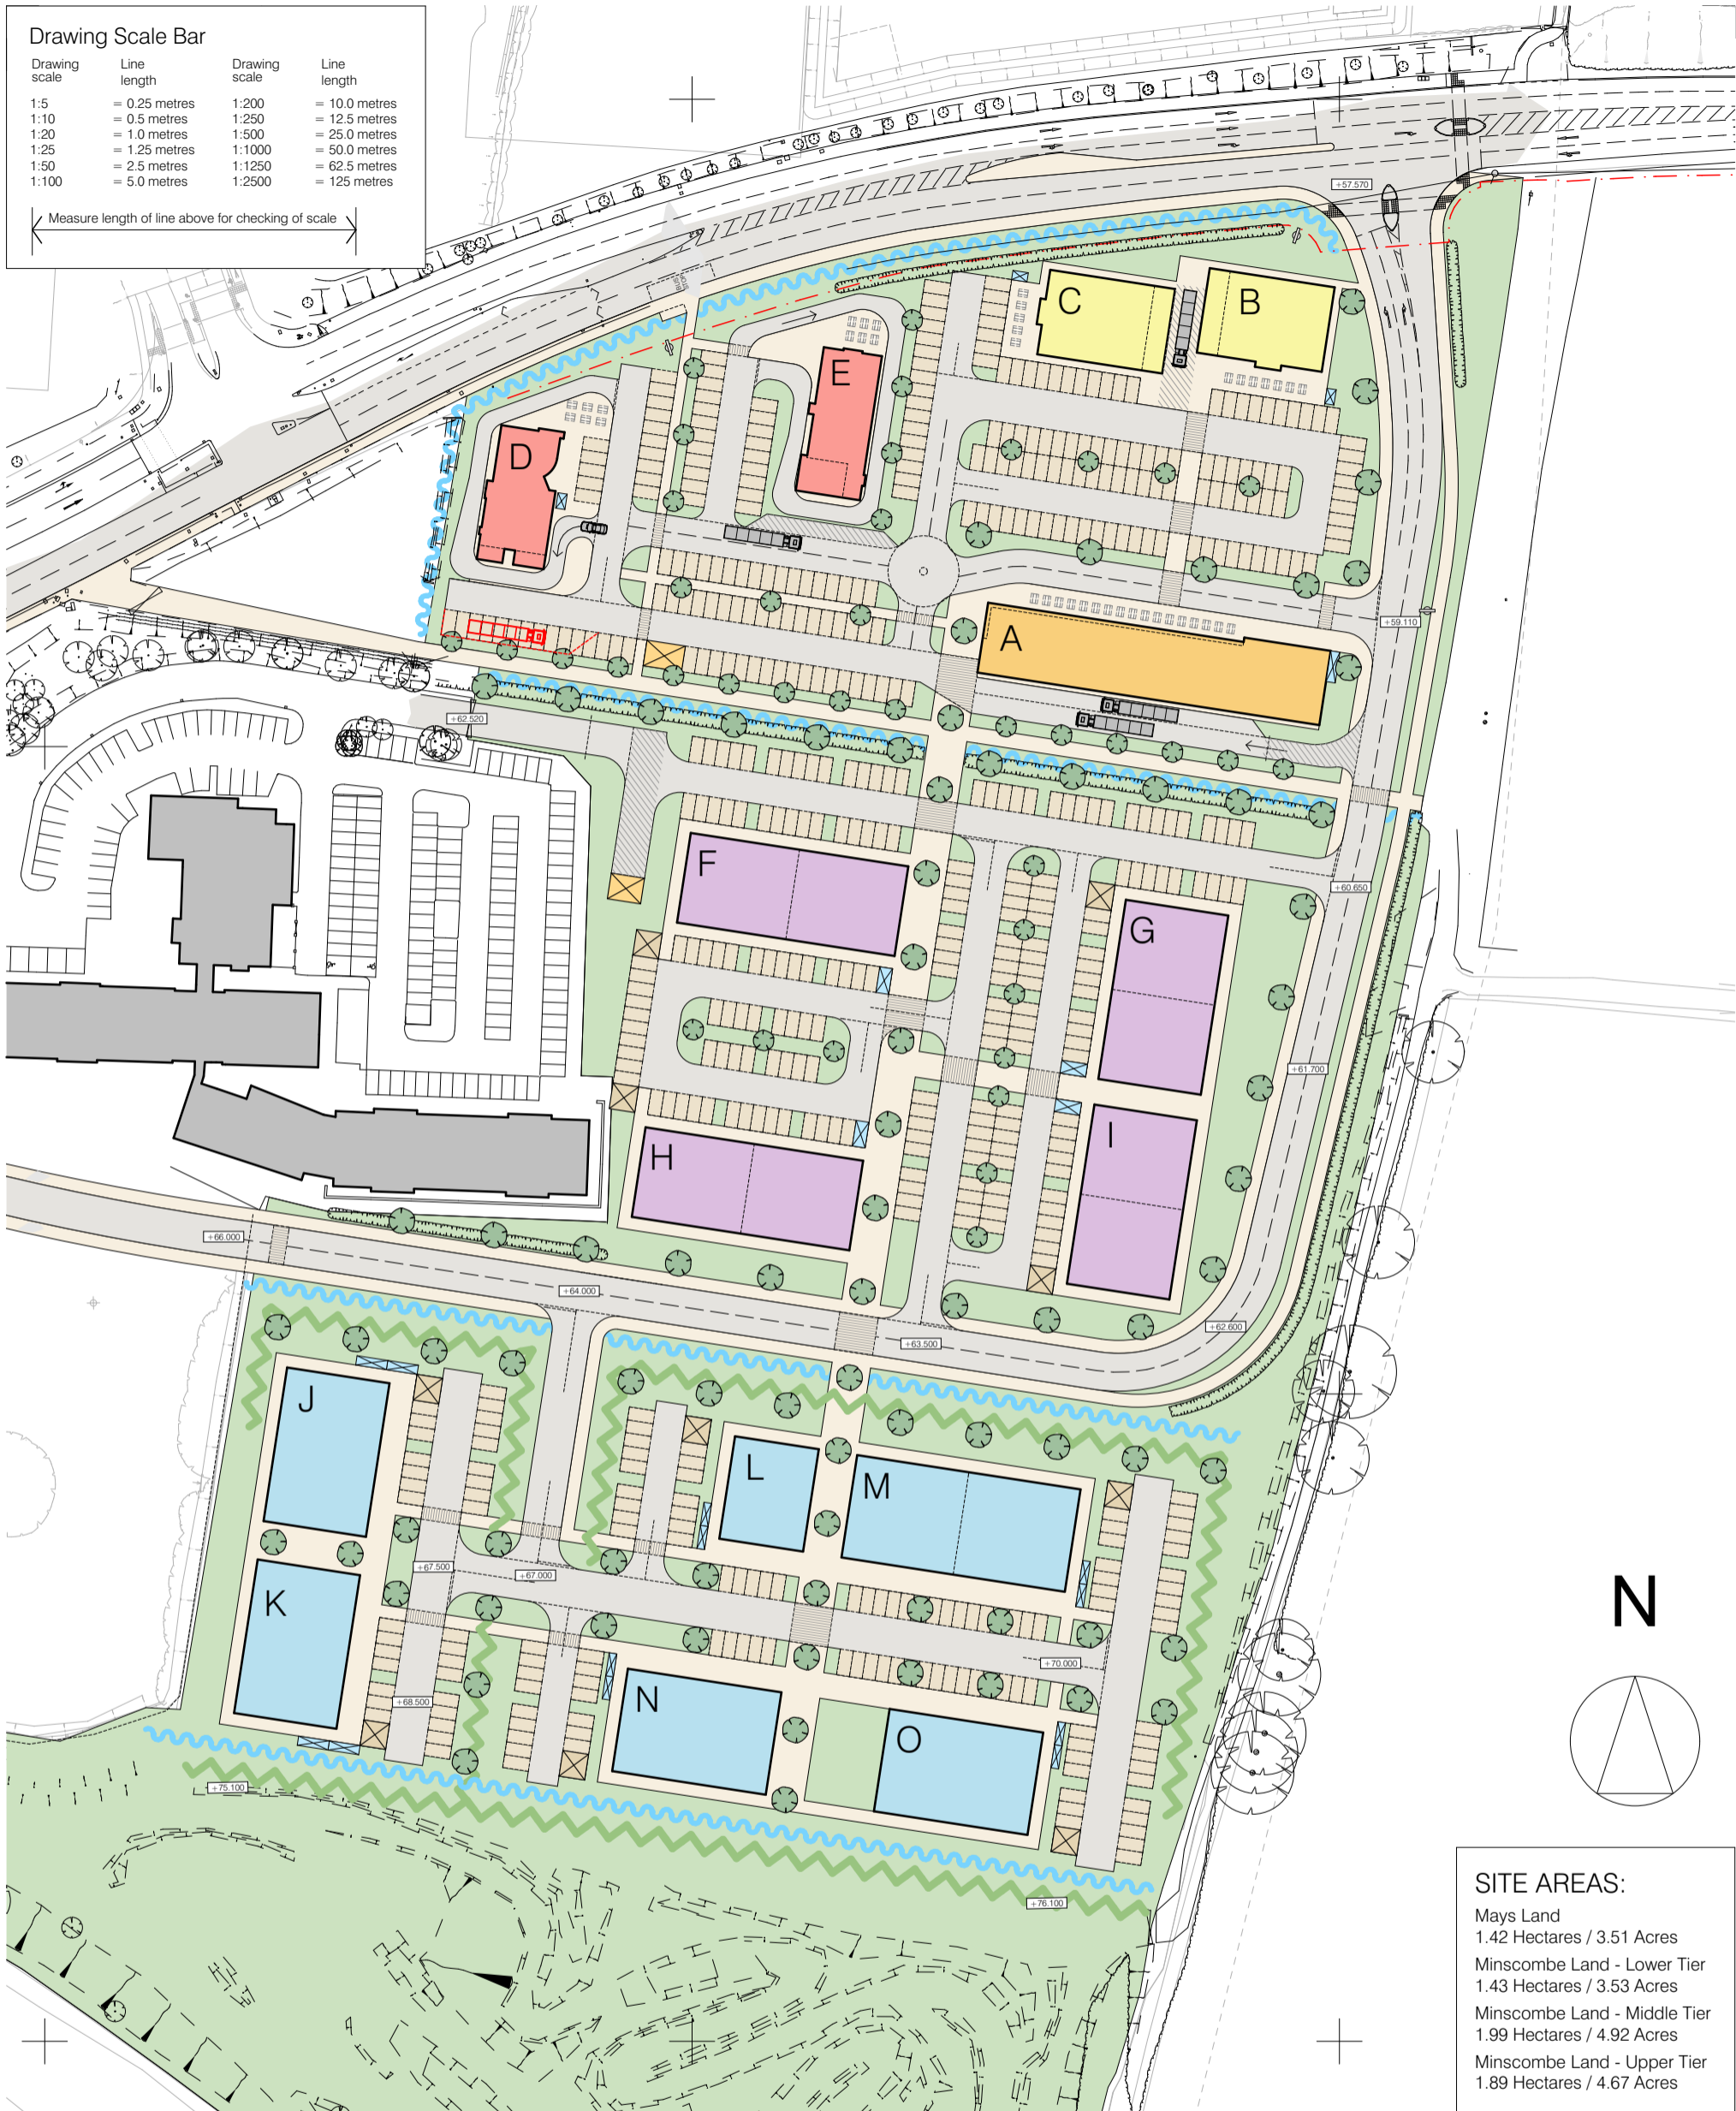 Drawing Scale Bar
Drawing scale Line length Drawing scale Line length
1:5 = 0.25 metres 1:200 = 10.0 metres
1:10 = 0.5 metres 1:250 = 12.5 metres
1:20 = 1.0 metres 1:500 = 25.0 metres
1:25 = 1.25 metres 1:1000 = 50.0 metres
1:50 = 2.5 metres 1:1250 = 62.5 metres
1:100 = 5.0 metres 1:2500 = 125 metres
Measure length of line above for checking of scale
+57.570
C
B
E
D
+59.110
A
+62.520
F
+60.650
G
+61.700
I
H
+66.000
+64.000
+62.600
+63.500
J
L
M
+67.500
+67.000
K
+70.000
+68.500
N
O
N
+75.100
+76.100
SITE AREAS:
Mays Land
1.42 Hectares / 3.51 Acres
Minscombe Land - Lower Tier
1.43 Hectares / 3.53 Acres
Minscombe Land - Middle Tier
1.99 Hectares / 4.92 Acres
Minscombe Land - Upper Tier
1.89 Hectares / 4.67 Acres